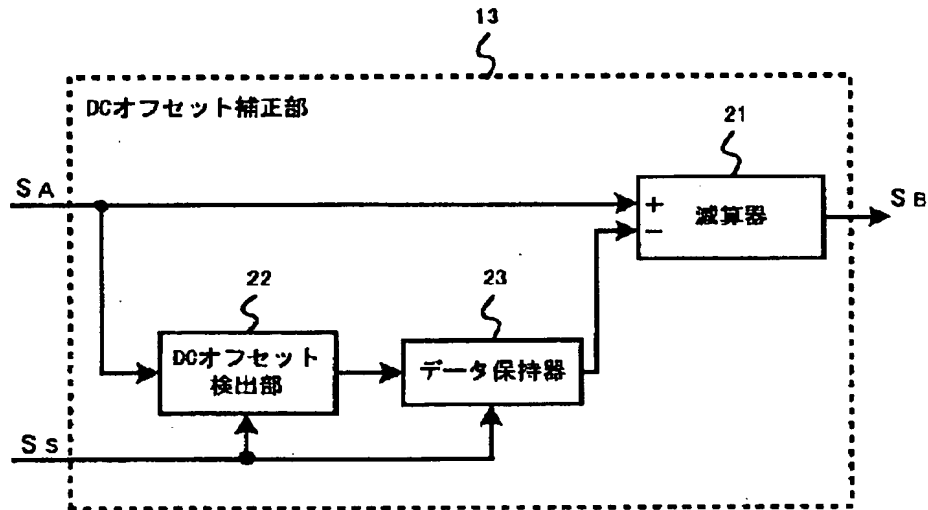 13
DCオフセット補正部
21
SA
+
−
減算器
SB
22
23
DCオフセット
検出部
データ保持器
SS